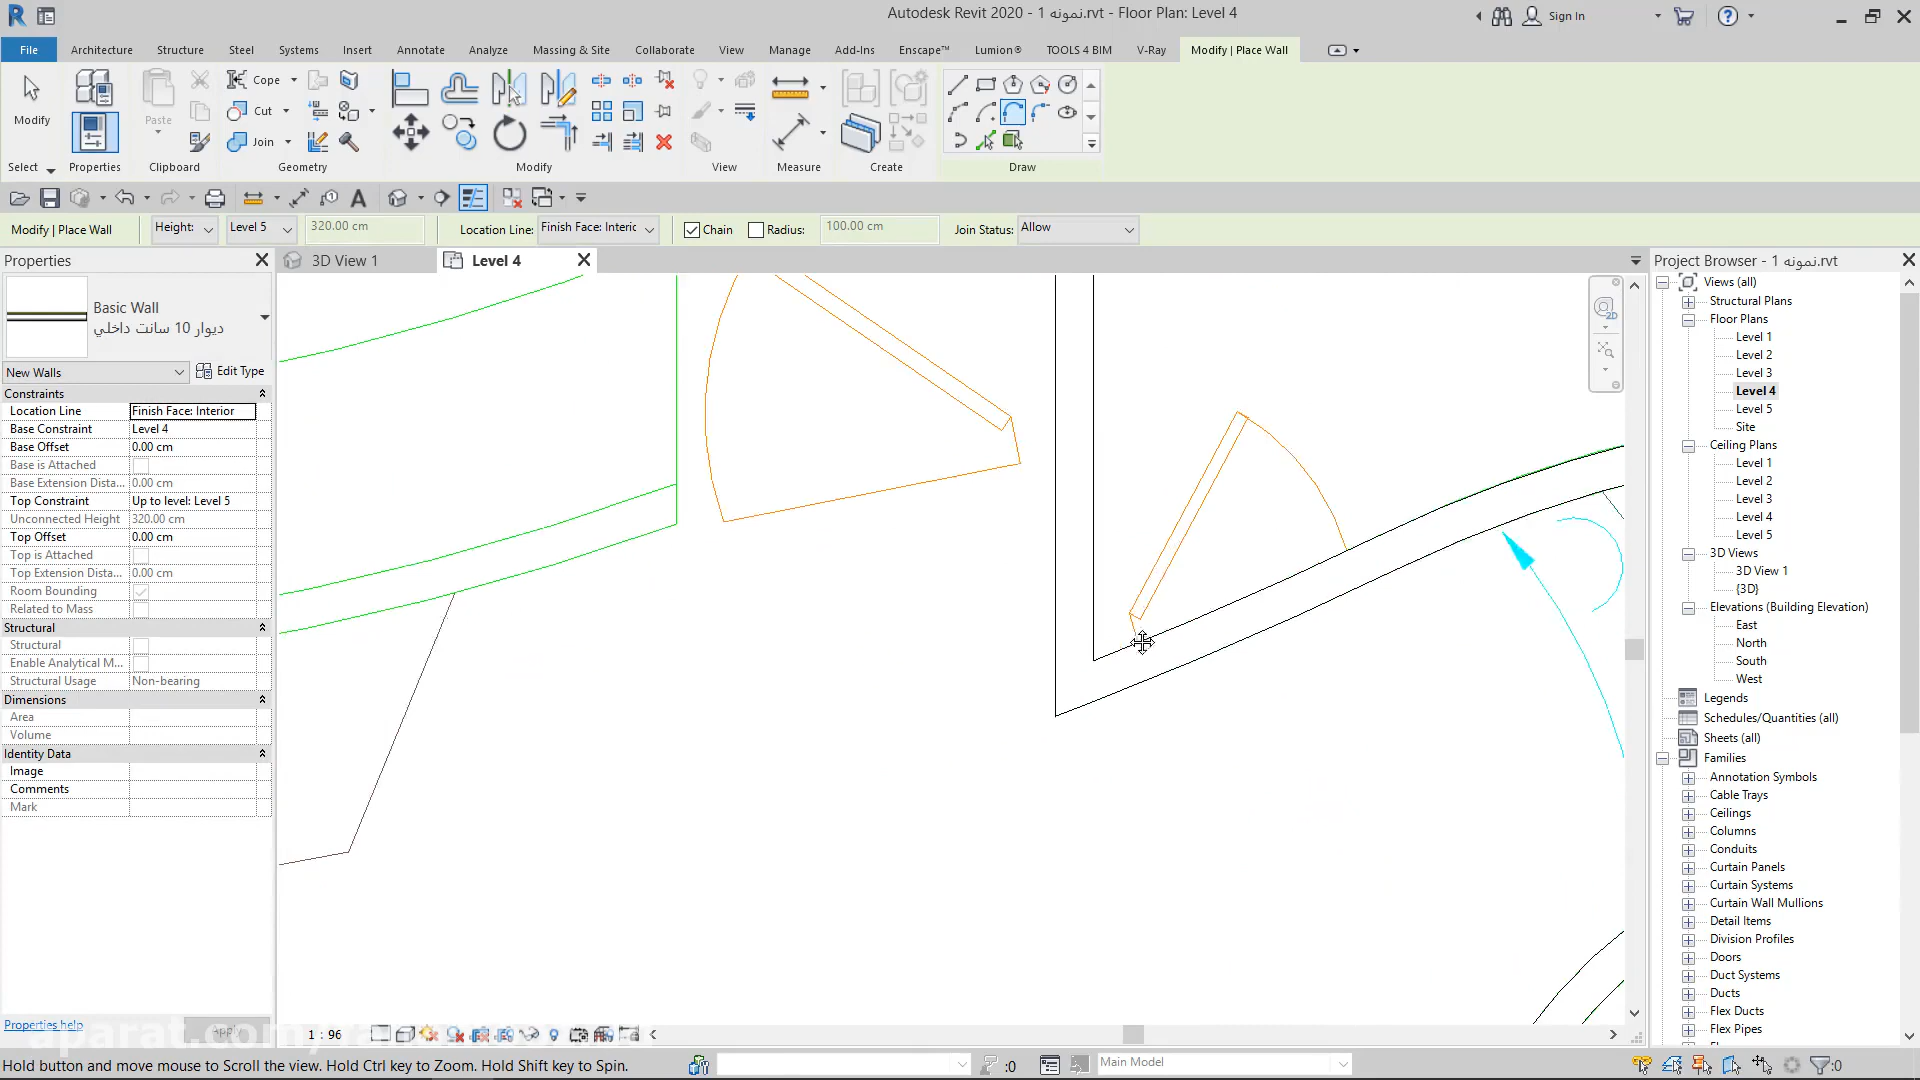 Autodesk Revit 2020 - نمونه 1.rvt - Floor Plan: Level 4
Sign In
File Architecture Structure Steel Systems Insert Annotate Analyze Massing & Site Collaborate View Manage Add-Ins Enscape™ Lumion® TOOLS 4 BIM V-Ray Modify | Place Wall
Modify
Paste
Cope
Cut
Join
Select Properties Clipboard Geometry Modify View Measure Create Draw
Modify | Place Wall Height: Level 5 320.00 cm Location Line: Finish Face: Interic Chain Radius: 100.00 cm Join Status: Allow
Properties
3D View 1
Level 4
Project Browser - نمونه 1.rvt
Basic Wall
دیوار 10 سانت داخلي
New Walls
Edit Type
Constraints
Location Line Finish Face: Interior
Base Constraint Level 4
Base Offset 0.00 cm
Base is Attached
Base Extension Dista... 0.00 cm
Top Constraint Up to level: Level 5
Unconnected Height 320.00 cm
Top Offset 0.00 cm
Top is Attached
Top Extension Dista... 0.00 cm
Room Bounding
Related to Mass
Structural
Structural
Enable Analytical M...
Structural Usage Non-bearing
Dimensions
Area
Volume
Identity Data
Image
Comments
Mark
Properties help
Apply
2D
Views (all)
Structural Plans
Floor Plans
Level 1
Level 2
Level 3
Level 4
Level 5
Site
Ceiling Plans
Level 1
Level 2
Level 3
Level 4
Level 5
3D Views
3D View 1
{3D}
Elevations (Building Elevation)
East
North
South
West
Legends
Schedules/Quantities (all)
Sheets (all)
Families
Annotation Symbols
Cable Trays
Ceilings
Columns
Conduits
Curtain Panels
Curtain Systems
Curtain Wall Mullions
Detail Items
Division Profiles
Doors
Duct Systems
Ducts
Flex Ducts
Flex Pipes
1 : 96
Hold button and move mouse to Scroll the view. Hold Ctrl key to Zoom. Hold Shift key to Spin.
:0
Main Model
:0